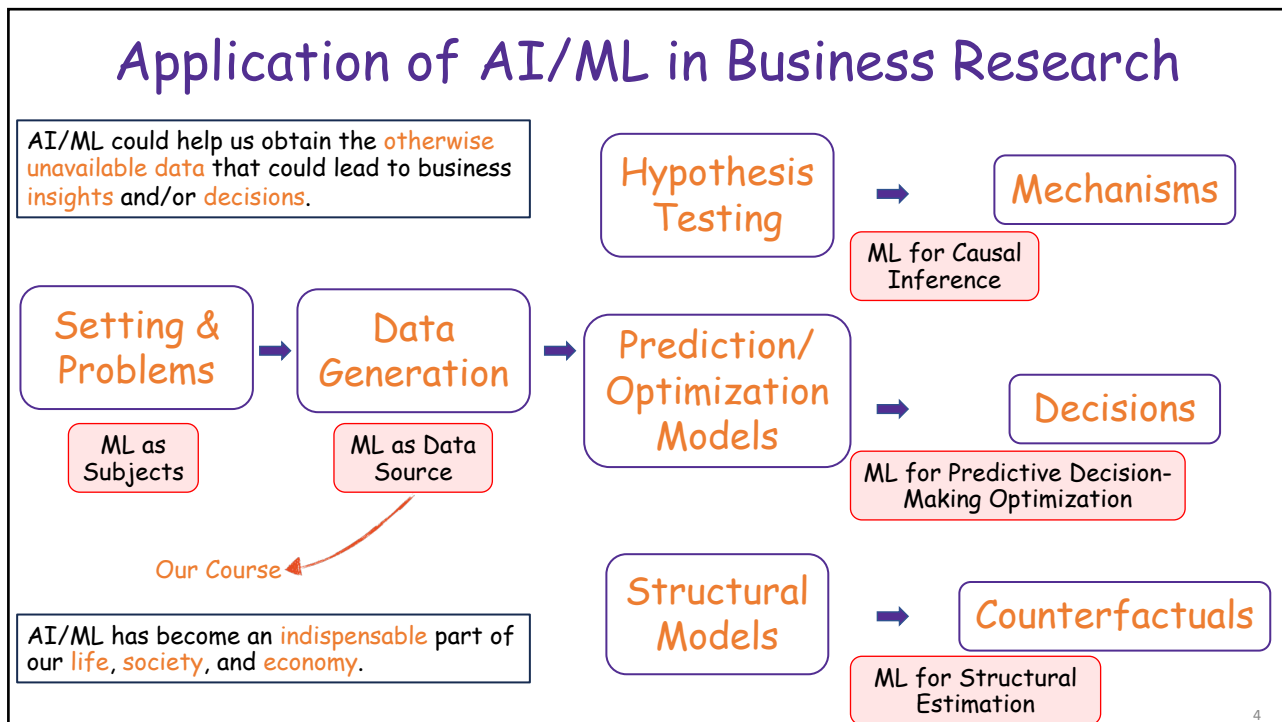 Application of AI/ML in Business Research
AI/ML could help us obtain the otherwise
unavailable data that could lead to business
insights and/or decisions.
Hypothesis
Testing
Mechanisms
ML for Causal
Inference
Setting &
Problems
Data
Generation
Prediction/
Optimization
Models
Decisions
ML as
Subjects
ML as Data
Source
ML for Predictive Decision-
Making Optimization
Our Course
Structural
Models
Counterfactuals
AI/ML has become an indispensable part of
our life, society, and economy.
ML for Structural
Estimation
4